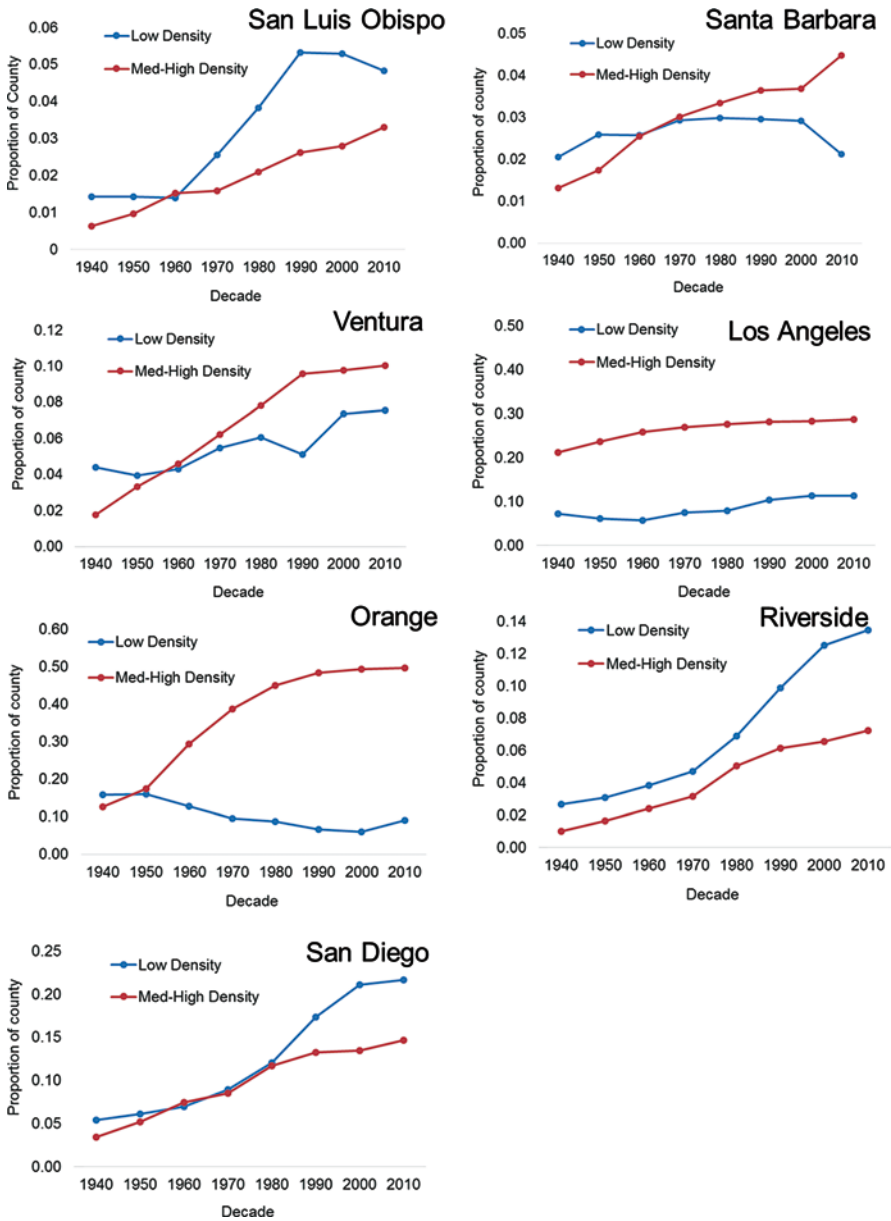 San Luis Obispo
0.06
0.05
0.04
0.03
0.02
0.01
0
Proportion of County
Low Density
Med-High Density
1940 1950 1960 1970 1980 1990 2000 2010
Decade
Santa Barbara
0.05
0.04
0.03
0.02
0.01
0.00
Proportion of county
Low Density
Med-High Density
1940 1950 1960 1970 1980 1990 2000 2010
Decade
Ventura
0.12
0.10
0.08
0.06
0.04
0.02
0.00
Proportion of county
Low Density
Med-High Density
1940 1950 1960 1970 1980 1990 2000 2010
Decade
Los Angeles
0.50
0.40
0.30
0.20
0.10
0.00
Proportion of county
Low Density
Med-High Density
1940 1950 1960 1970 1980 1990 2000 2010
Decade
Orange
0.60
0.50
0.40
0.30
0.20
0.10
0.00
Proportion of county
Low Density
Med-High Density
1940 1950 1960 1970 1980 1990 2000 2010
Decade
Riverside
0.14
0.12
0.10
0.08
0.06
0.04
0.02
0.00
Proportion of county
Low Density
Med-High Density
1940 1950 1960 1970 1980 1990 2000 2010
Decade
San Diego
0.25
0.20
0.15
0.10
0.05
0.00
Proportion of county
Low Density
Med-High Density
1940 1950 1960 1970 1980 1990 2000 2010
Decade